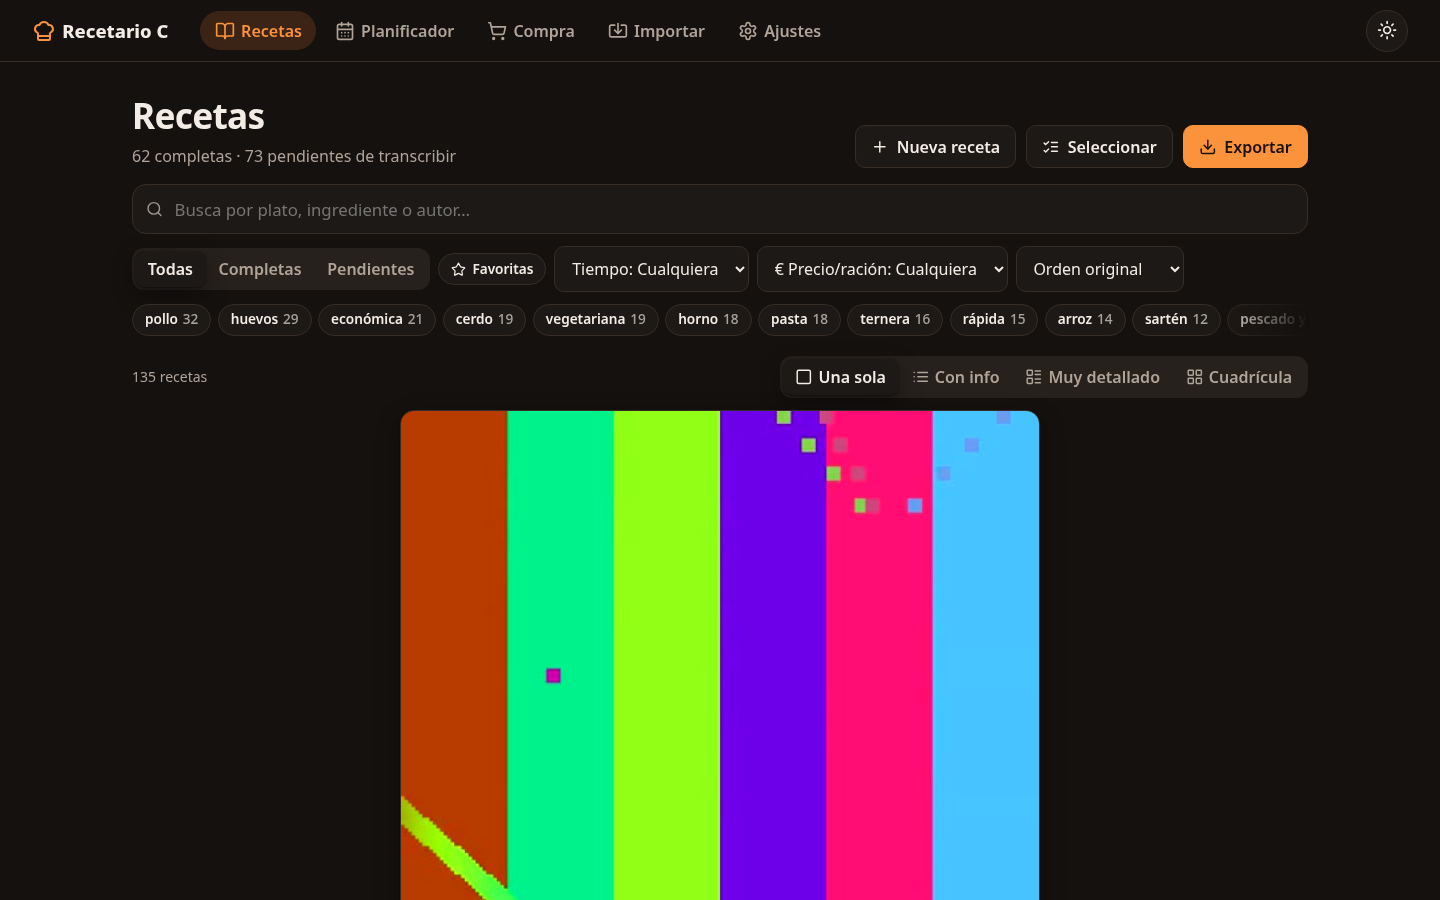 Recetario C
Recetas
Planificador
Compra
Importar
Ajustes
Recetas
62 completas · 73 pendientes de transcribir
Nueva receta
Seleccionar
Exportar
Busca por plato, ingrediente o autor...
Todas
Completas
Pendientes
Favoritas
Tiempo: Cualquiera
€ Precio/ración: Cualquiera
Orden original
pollo 32
huevos 29
económica 21
cerdo 19
vegetariana 19
horno 18
pasta 18
ternera 16
rápida 15
arroz 14
sartén 12
pescado y
135 recetas
Una sola
Con info
Muy detallado
Cuadrícula